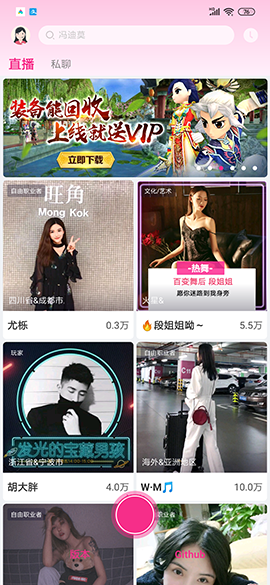 76
冯迪莫
直播 私聊
装备能回收
上线就送VIP
立即下载
自由职业者
旺角
Mong Kok
四川省&成都市
文化/艺术
-热舞-
百变舞后 段姐姐
愿你迷路到我身旁
火星&
尤栎 0.3万
🔥段姐姐呦～ 5.5万
玩家
发光的宝藏男孩
浙江省&宁波市
自由职业者
海外&亚洲地区
胡大胖 4.0万
W·M🎵 0.1万
自由职业者
自由职业者
Github.